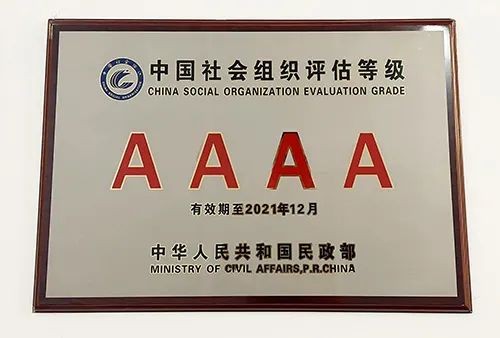 中国社会组织评估等级
CHINA SOCIAL ORGANIZATION EVALUATION GRADE
A A A A
有效期至2021年12月
中华人民共和国民政部
MINISTRY OF CIVIL AFFAIRS,P.R.CHINA